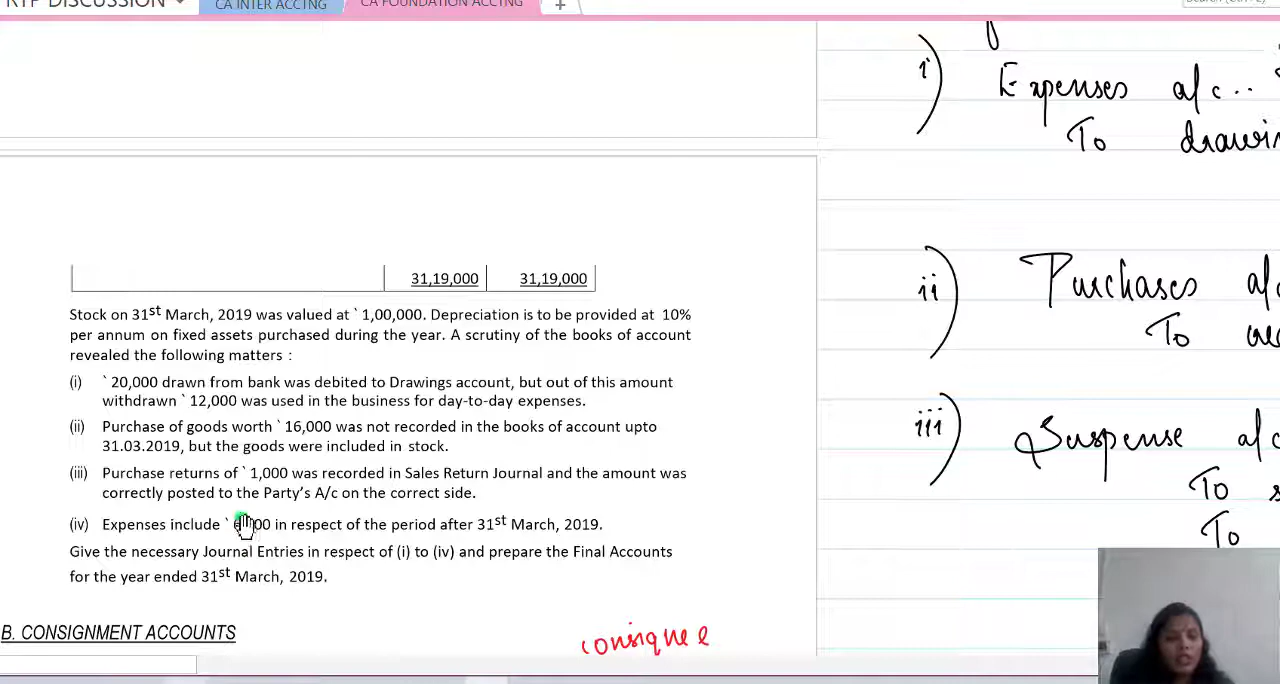 RTP DISCUSSION
CA INTER ACCTNG
CA FOUNDATION ACCTNG
+
31,19,000 31,19,000
Stock on 31st March, 2019 was valued at ` 1,00,000. Depreciation is to be provided at 10%
per annum on fixed assets purchased during the year. A scrutiny of the books of account
revealed the following matters :
(i) ` 20,000 drawn from bank was debited to Drawings account, but out of this amount
withdrawn ` 12,000 was used in the business for day-to-day expenses.
(ii) Purchase of goods worth ` 16,000 was not recorded in the books of account upto
31.03.2019, but the goods were included in stock.
(iii) Purchase returns of ` 1,000 was recorded in Sales Return Journal and the amount was
correctly posted to the Party’s A/c on the correct side.
(iv) Expenses include ` in respect of the period after 31st March, 2019.
Give the necessary Journal Entries in respect of (i) to (iv) and prepare the Final Accounts
for the year ended 31st March, 2019.
B. CONSIGNMENT ACCOUNTS
consignee
i) Expenses a/c ..
To drawin
ii) Purchases a/
To
iii) Suspense a/c
To s
To